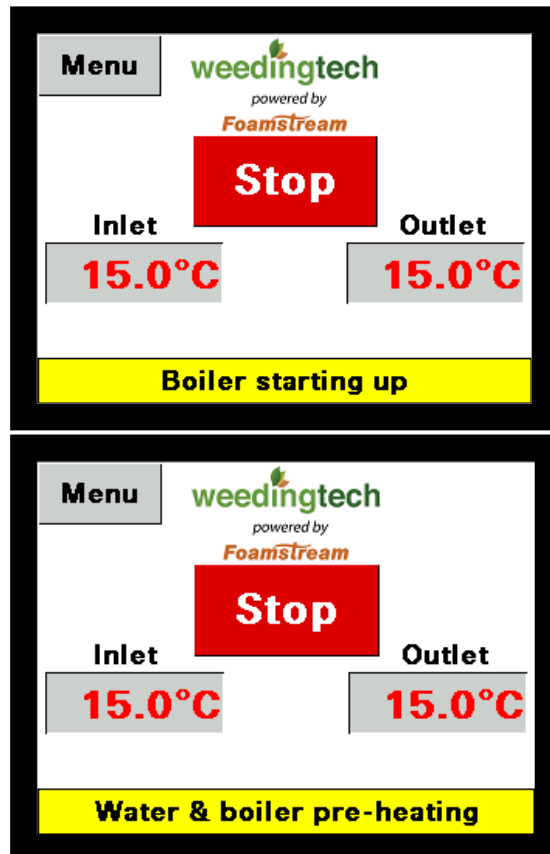 Menu
weedingtech
powered by
Foamstream
Stop
Inlet Outlet
15.0°C 15.0°C
Boiler starting up
Menu
weedingtech
powered by
Foamstream
Stop
Inlet Outlet
15.0°C 15.0°C
Water & boiler pre-heating